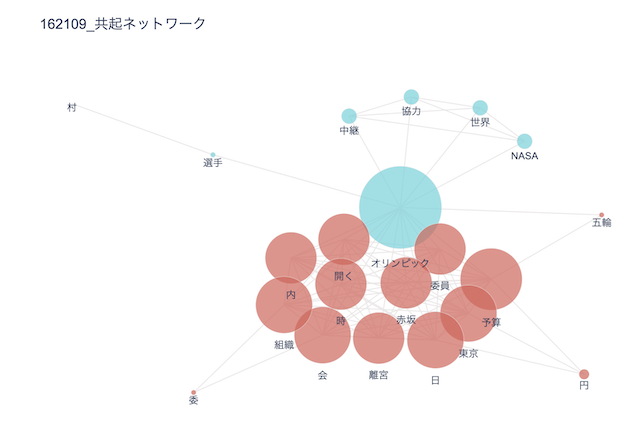 162109_共起ネットワーク
村
選手
中継
協力
世界
NASA
五輪
オリンピック
開く
委員
内
時
赤坂
予算
組織
東京
会
離宮
日
円
委